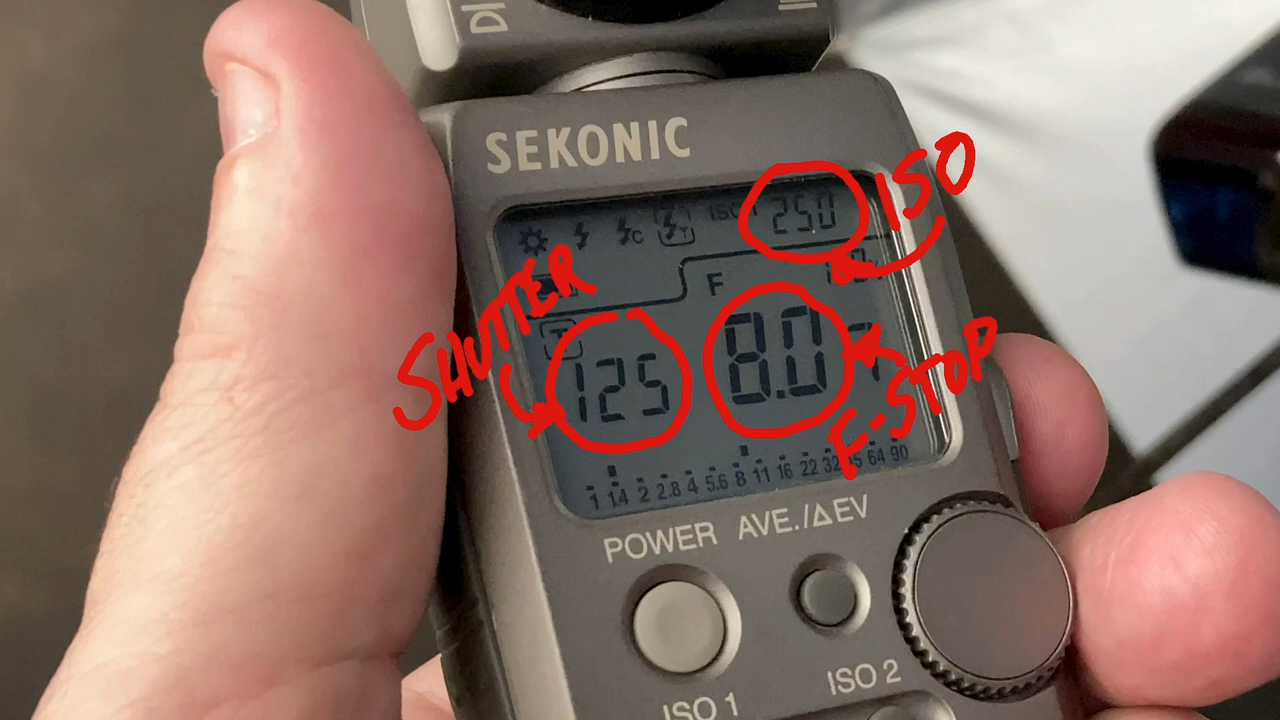 SEKONIC
ISO
ISO 250
SHUTTER
F
125 8.0
F-STOP
1 1.4 2 2.8 4 5.6 8 11 16 22 32 45 64 90
POWER AVE./ΔEV
ISO 1 ISO 2